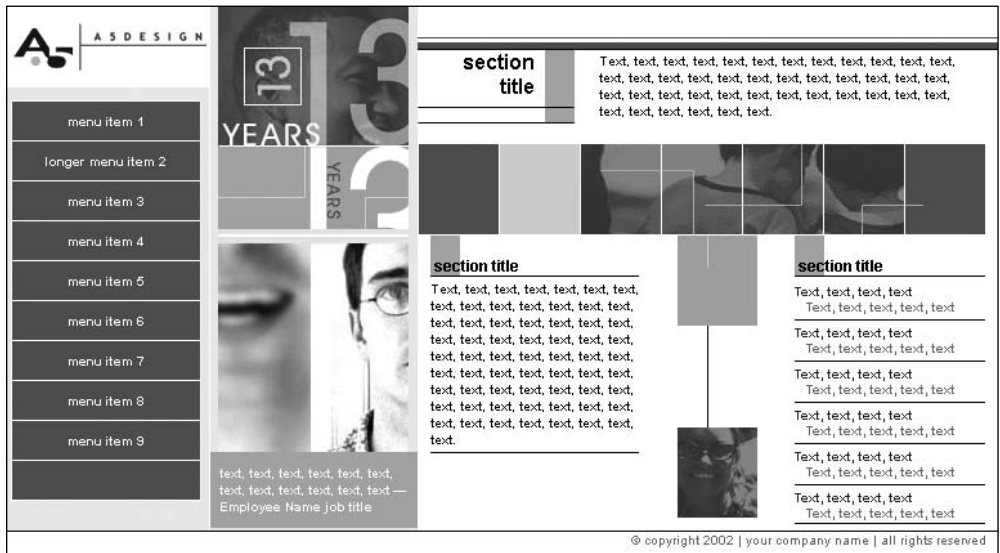 A5
A5DESIGN
menu item 1
longer menu item 2
menu item 3
menu item 4
menu item 5
menu item 6
menu item 7
menu item 8
menu item 9
13
13
YEARS
YEARS
13
text, text, text, text, text, text,
text, text, text, text, text, text —
Employee Name job title
section
title
Text, text, text, text, text, text, text, text, text, text, text, text,
text, text, text, text, text, text, text, text, text, text, text, text,
text, text, text, text, text, text, text, text, text, text, text, text,
text, text, text, text, text, text.
section title
Text, text, text, text, text, text, text,
text, text, text, text, text, text, text,
text, text, text, text, text, text, text,
text, text, text, text, text, text, text,
text, text, text, text, text, text, text,
text, text, text, text, text, text, text,
text, text, text, text, text, text, text,
text, text, text, text, text, text, text,
text, text, text, text, text, text, text,
text.
section title
Text, text, text, text
Text, text, text, text, text
Text, text, text, text
Text, text, text, text, text
Text, text, text, text
Text, text, text, text, text
Text, text, text, text
Text, text, text, text, text
Text, text, text, text
Text, text, text, text, text
Text, text, text, text
Text, text, text, text, text
© copyright 2002 | your company name | all rights reserved